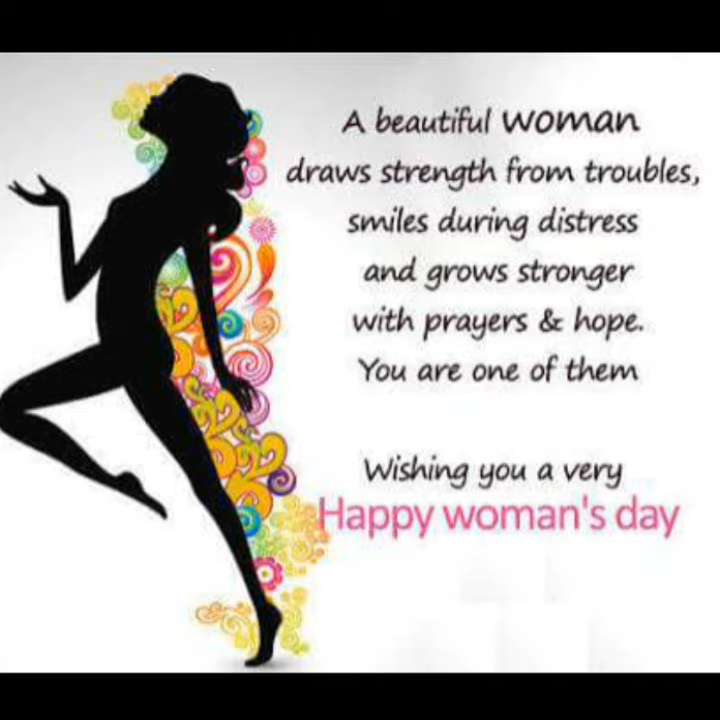 A beautiful woman
draws strength from troubles,
smiles during distress
and grows stronger
with prayers & hope.
You are one of them
Wishing you a very
Happy woman's day